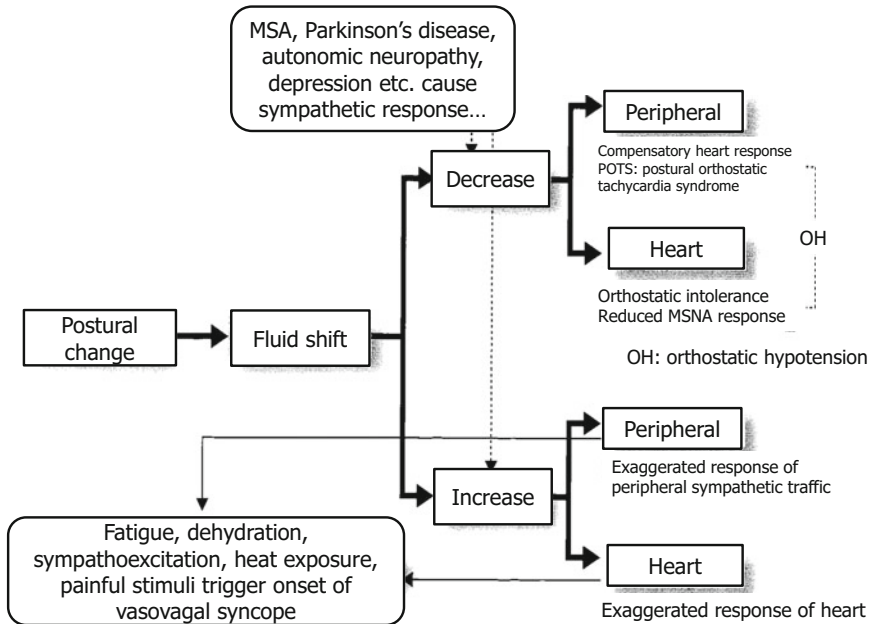 MSA, Parkinson’s disease,
autonomic neuropathy,
depression etc. cause
sympathetic response...
Peripheral
Compensatory heart response
POTS: postural orthostatic
tachycardia syndrome
Decrease
OH
Heart
Orthostatic intolerance
Reduced MSNA response
Postural
change
Fluid shift
OH: orthostatic hypotension
Peripheral
Exaggerated response of
peripheral sympathetic traffic
Increase
Fatigue, dehydration,
sympathoexcitation, heat exposure,
painful stimuli trigger onset of
vasovagal syncope
Heart
Exaggerated response of heart